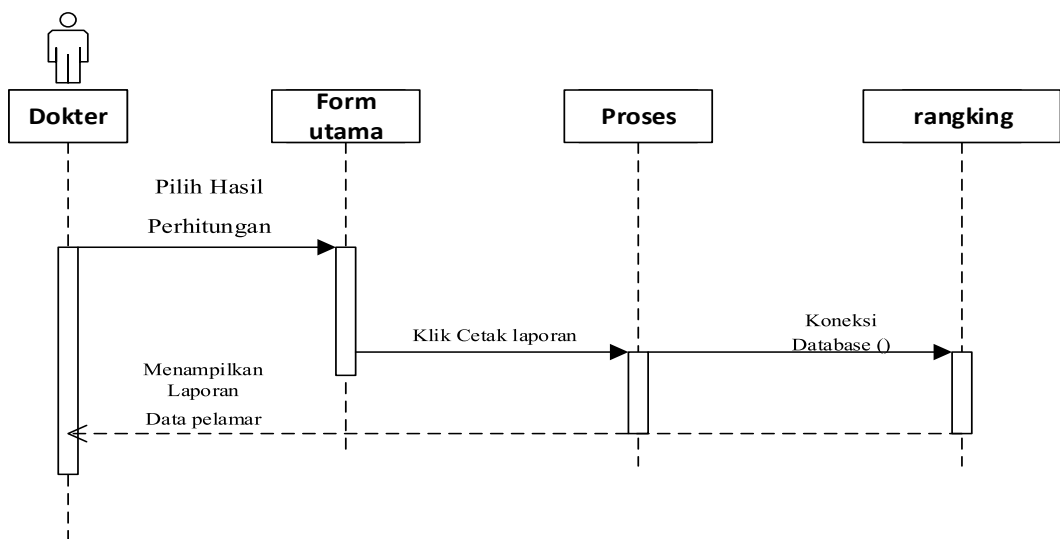 Dokter
Form
utama
Proses
rangking
Pilih Hasil
Perhitungan
Klik Cetak laporan
Koneksi
Database ()
Menampilkan
Laporan
Data pelamar